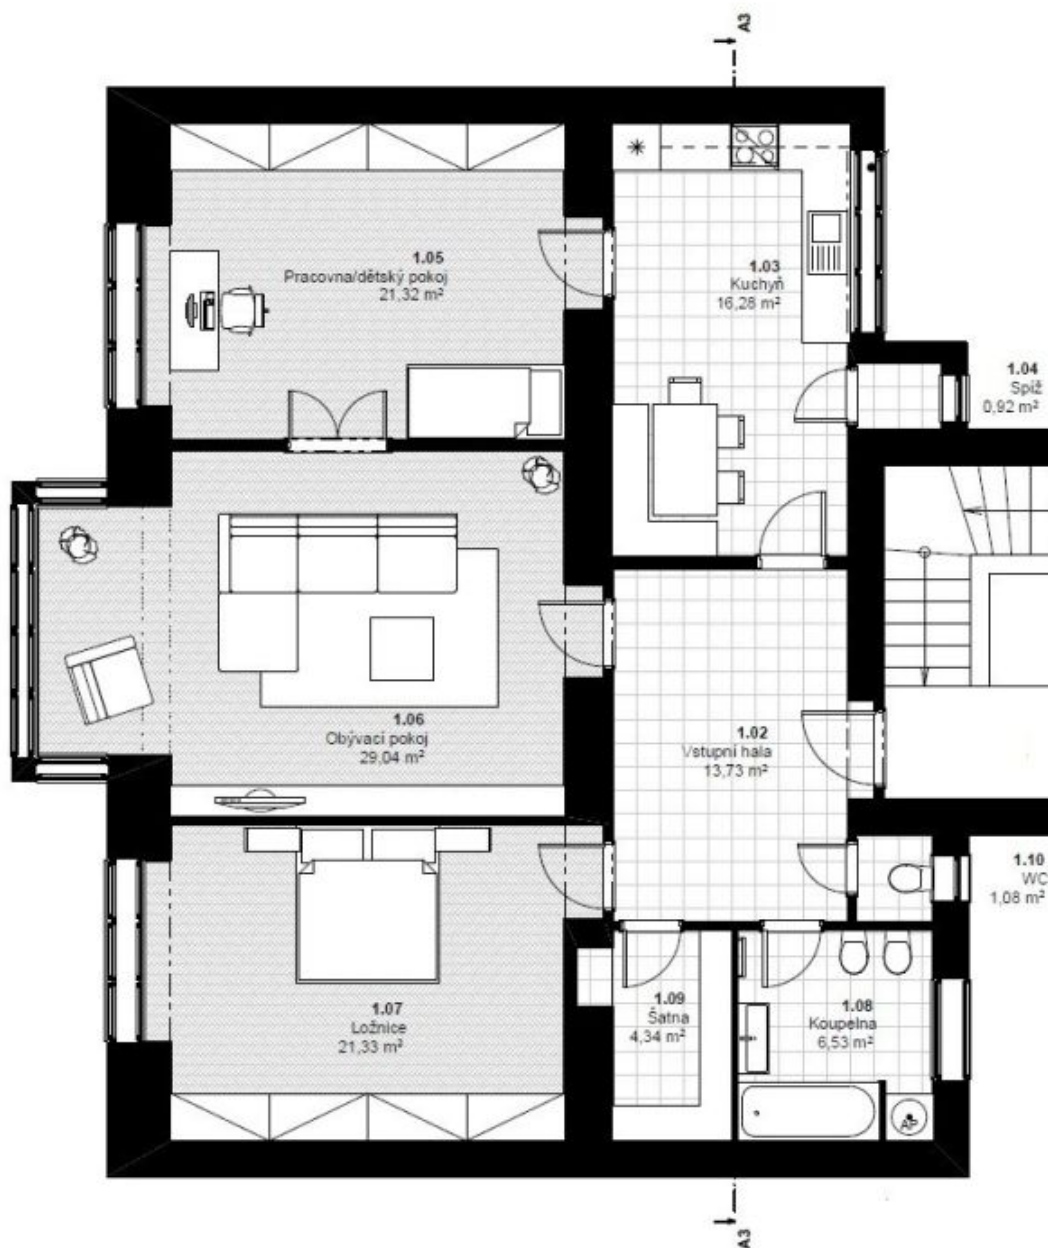 A3
1.05
Pracovna/dětský pokoj
21,32 m²
1.03
Kuchyň
16,28 m²
1.04
Spíž
0,92 m²
1.06
Obývací pokoj
29,04 m²
1.02
Vstupní hala
13,73 m²
1.10
WC
1,08 m²
1.07
Ložnice
21,33 m²
1.09
Šatna
4,34 m²
1.08
Koupelna
6,53 m²
AP
A3